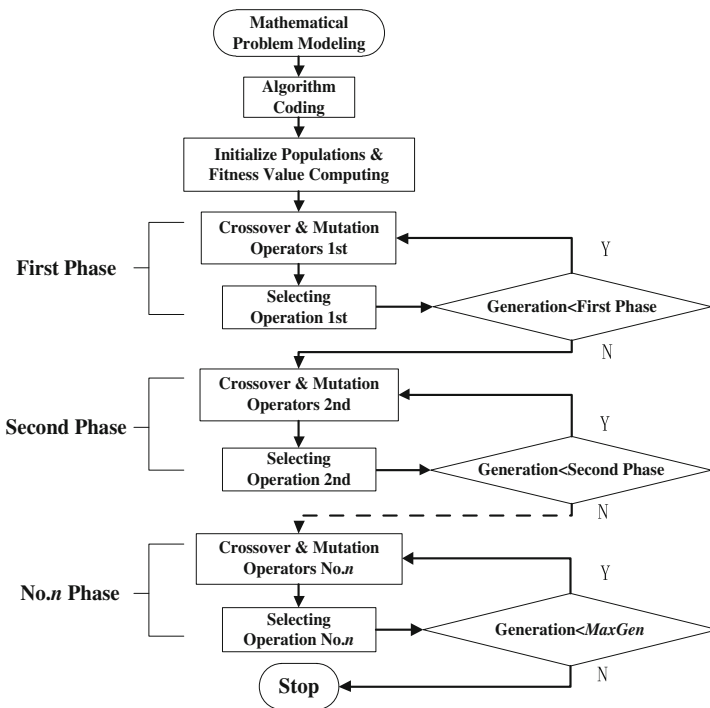 Mathematical
Problem Modeling
Algorithm
Coding
Initialize Populations &
Fitness Value Computing
First Phase
Crossover & Mutation
Operators 1st
Y
Selecting
Operation 1st
Generation<First Phase
N
Second Phase
Crossover & Mutation
Operators 2nd
Y
Selecting
Operation 2nd
Generation<Second Phase
N
No.n Phase
Crossover & Mutation
Operators No.n
Y
Selecting
Operation No.n
Generation<MaxGen
N
Stop